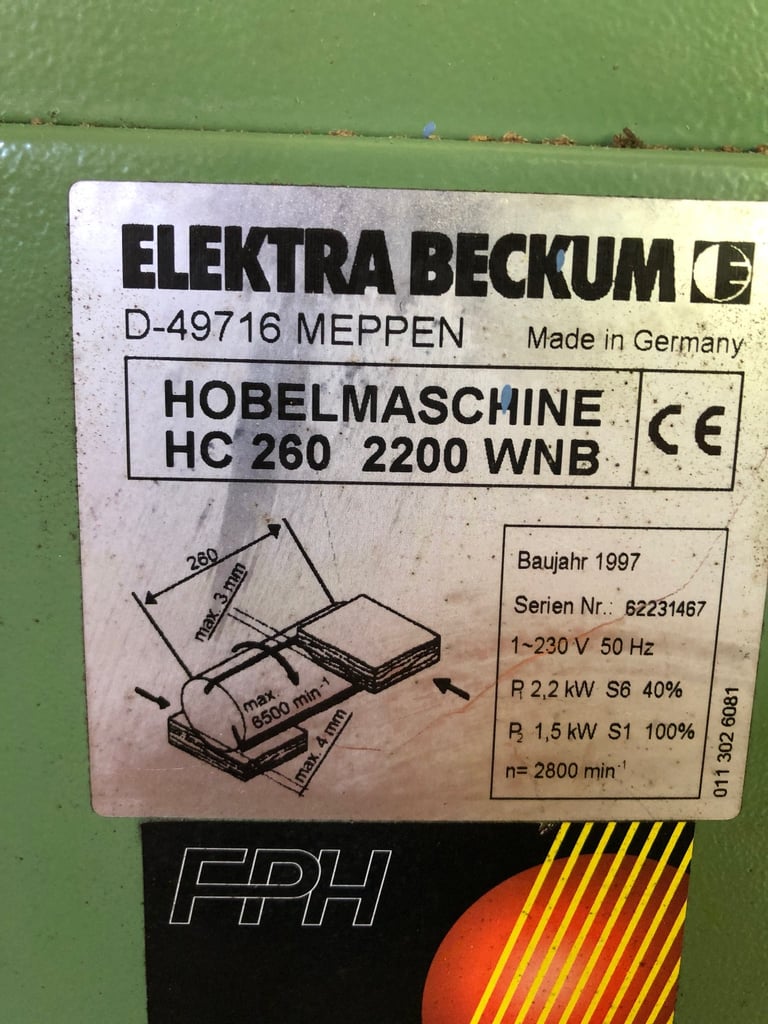 ELEKTRA BECKUM
D-49716 MEPPEN Made in Germany
HOBELMASCHINE
HC 260 2200 WNB
CE
260
max. 3 mm
max.
6500 min⁻¹
max. 4 mm
Baujahr 1997
Serien Nr.: 62231467
1~230 V 50 Hz
P₁ 2,2 kW S6 40%
P₂ 1,5 kW S1 100%
n= 2800 min⁻¹
011 302 6081
FPH